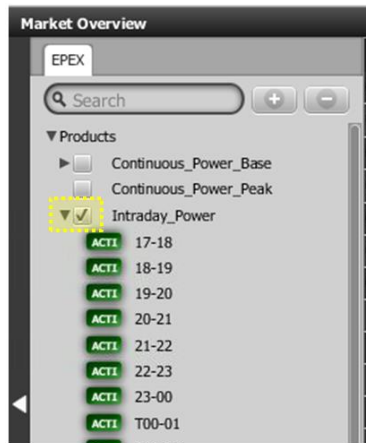 Market Overview
EPEX
Search
Products
Continuous_Power_Base
Continuous_Power_Peak
Intraday_Power
ACTI 17-18
ACTI 18-19
ACTI 19-20
ACTI 20-21
ACTI 21-22
ACTI 22-23
ACTI 23-00
ACTI T00-01